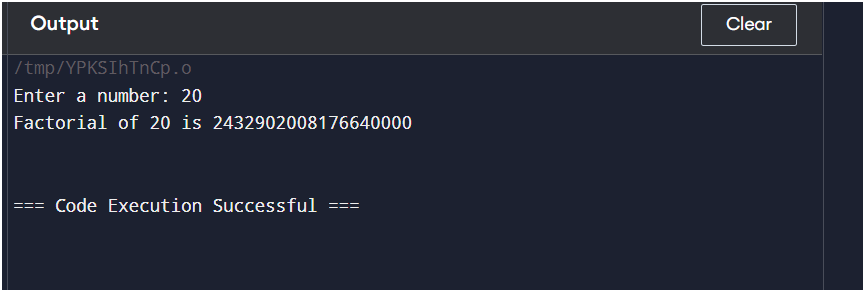 Output
Clear
/tmp/YPKSIhTnCp.o
Enter a number: 20
Factorial of 20 is 2432902008176640000
=== Code Execution Successful ===